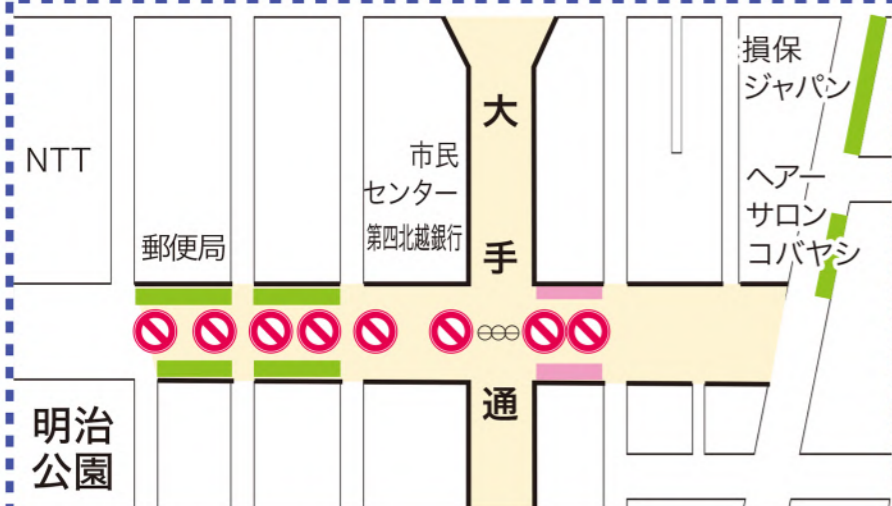 損保
ジャパン
大
NTT
市民
センター
第四北越銀行
ヘアー
サロン
コバヤシ
郵便局
手
通
明治
公園